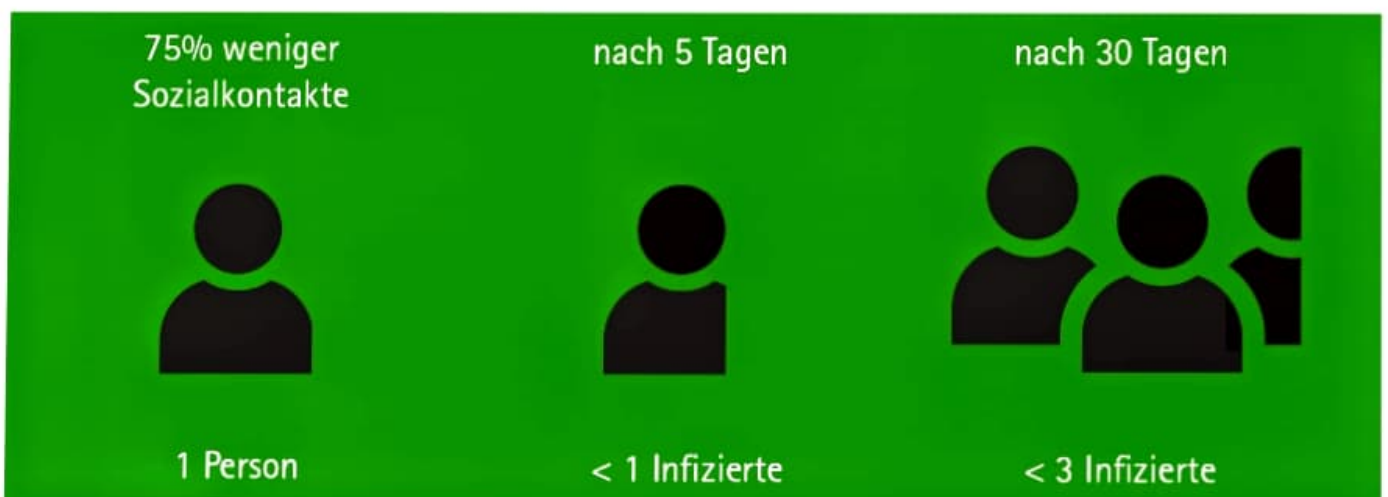 75% weniger
Sozialkontakte
nach 5 Tagen
nach 30 Tagen
1 Person
< 1 Infizierte
< 3 Infizierte